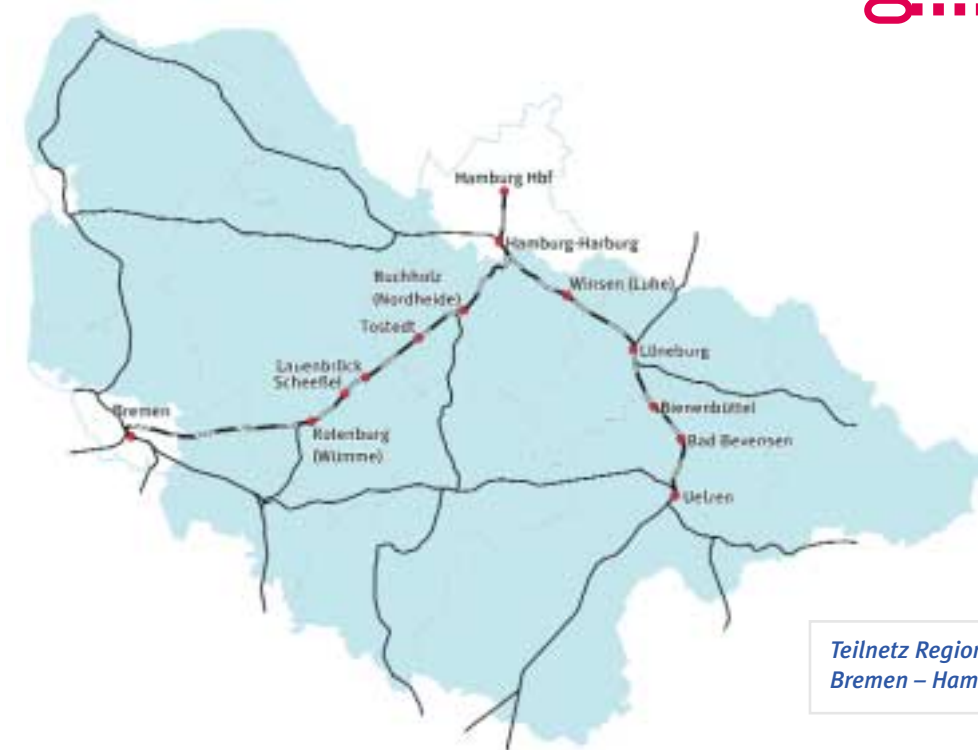 Hamburg Hbf
Hamburg-Harburg
Buchholz
(Nordheide)
Winsen (Luhe)
Tostedt
Lüneburg
Lauenbrück
Scheeßel
Bremen
Bienenbüttel
Rotenburg
(Wümme)
Bad Bevensen
Uelzen
Teilnetz Region
Bremen – Ham